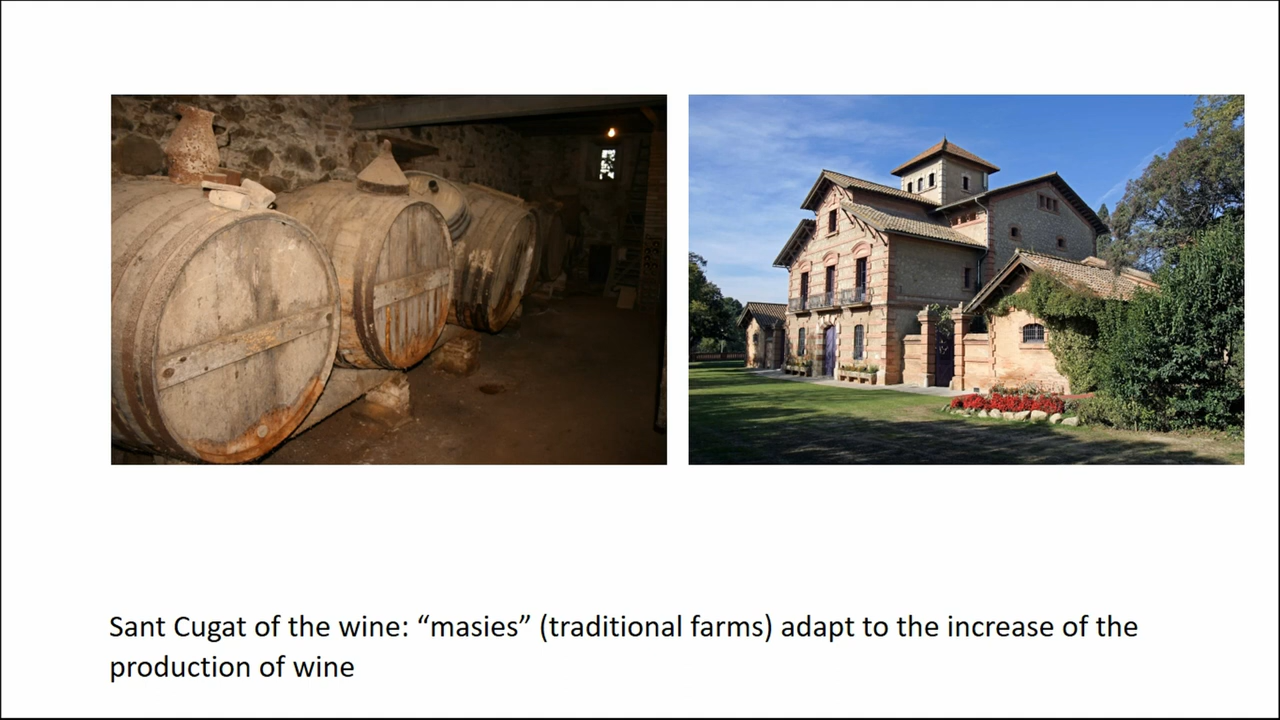 Sant Cugat of the wine: “masies” (traditional farms) adapt to the increase of the
production of wine